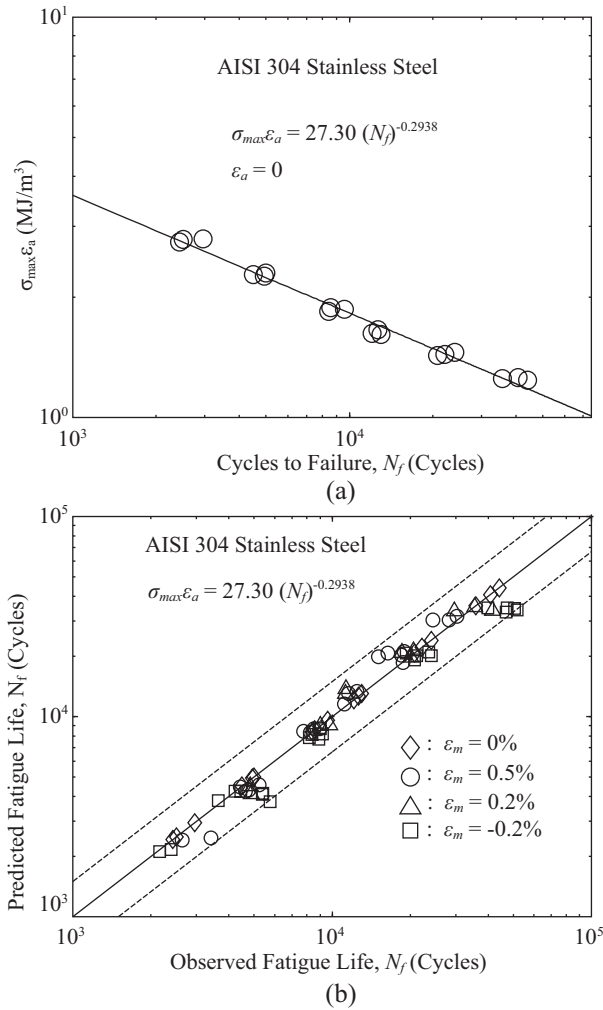 10¹
AISI 304 Stainless Steel
σmaxεa = 27.30 (Nf)-0.2938
εa = 0
σmaxεa (MJ/m³)
10⁰
10³
10⁴
Cycles to Failure, Nf (Cycles)
(a)
10⁵
AISI 304 Stainless Steel
σmaxεa = 27.30 (Nf)-0.2938
Predicted Fatigue Life, Nf (Cycles)
10⁴
◇ : εm = 0%
○ : εm = 0.5%
△ : εm = 0.2%
□ : εm = -0.2%
10³
10³
10⁴
10⁵
Observed Fatigue Life, Nf (Cycles)
(b)